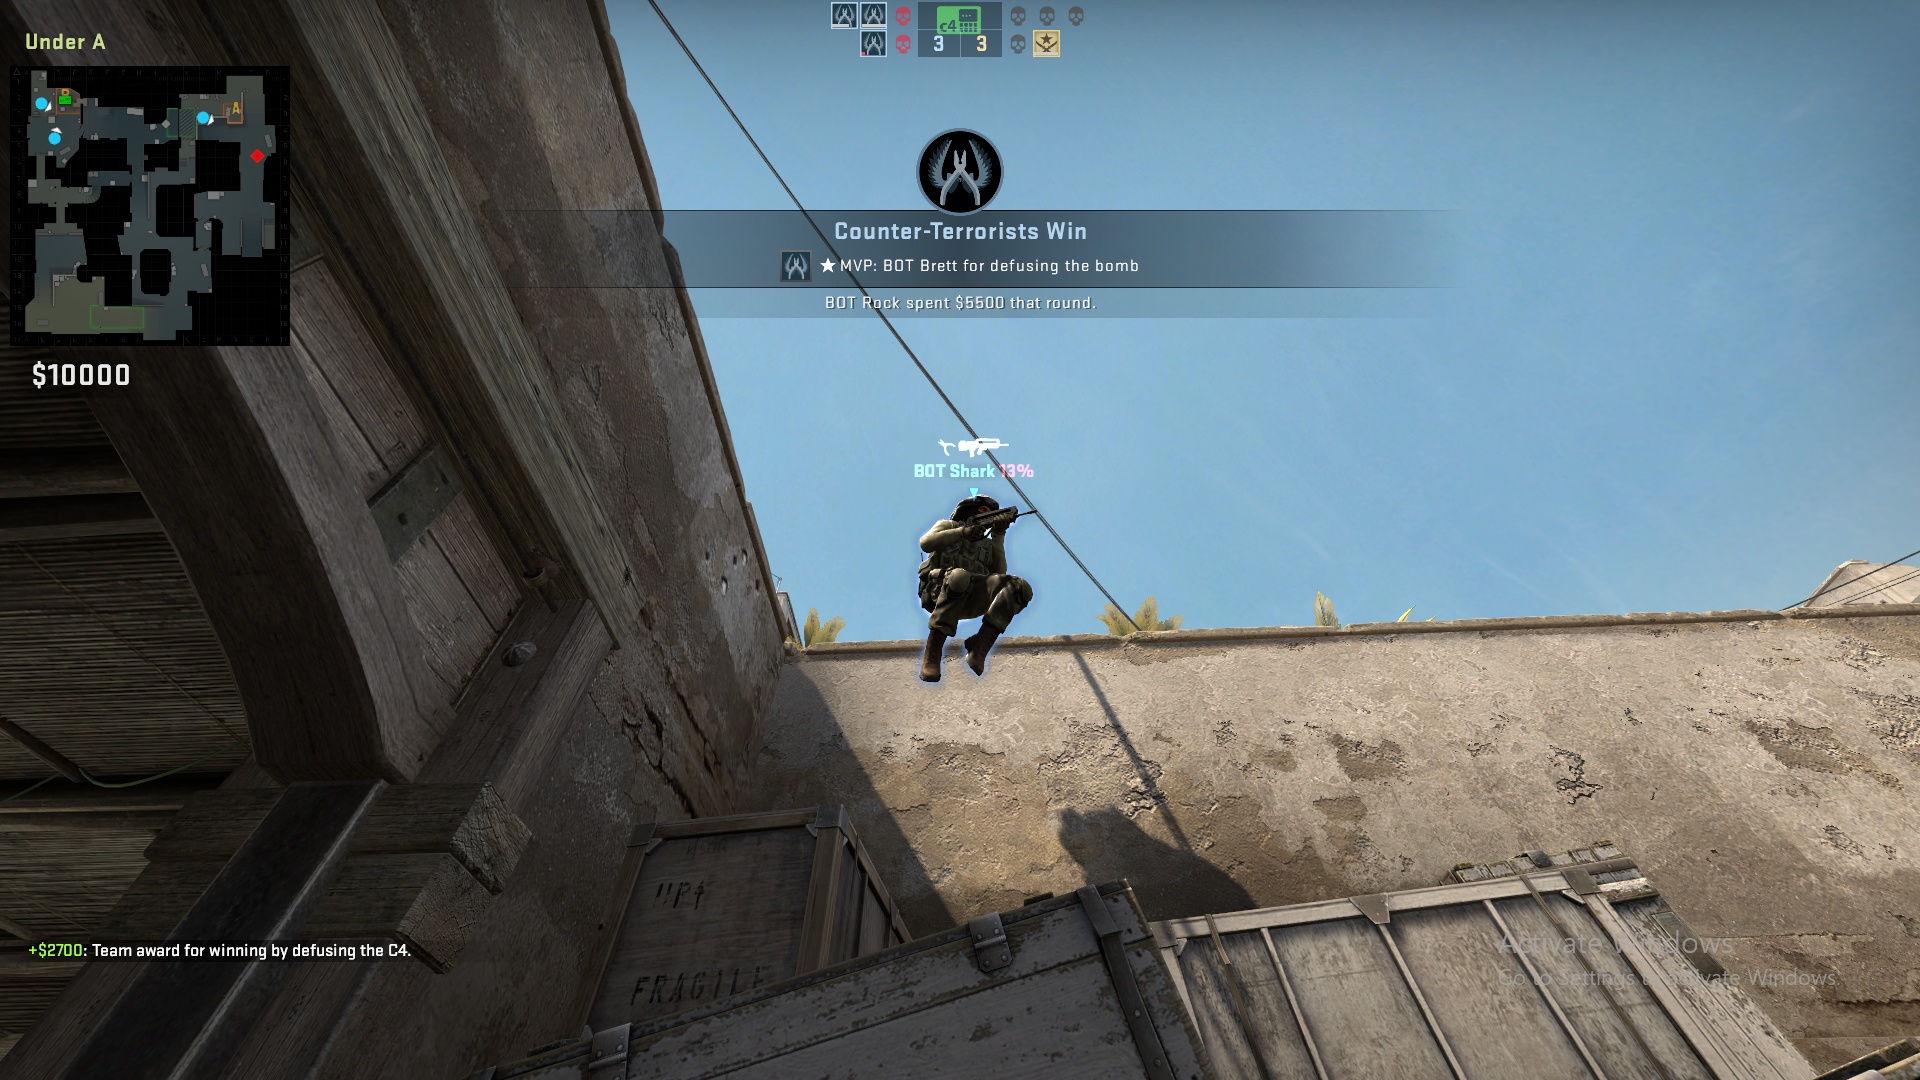 Under A
c4
3 3
A
$10000
Counter-Terrorists Win
★ MVP: BOT Brett for defusing the bomb
BOT Rock spent $5500 that round.
BOT Shark 13%
FRAGILE
+$2700: Team award for winning by defusing the C4.
Activate Windows
Go to Settings to activate Windows.